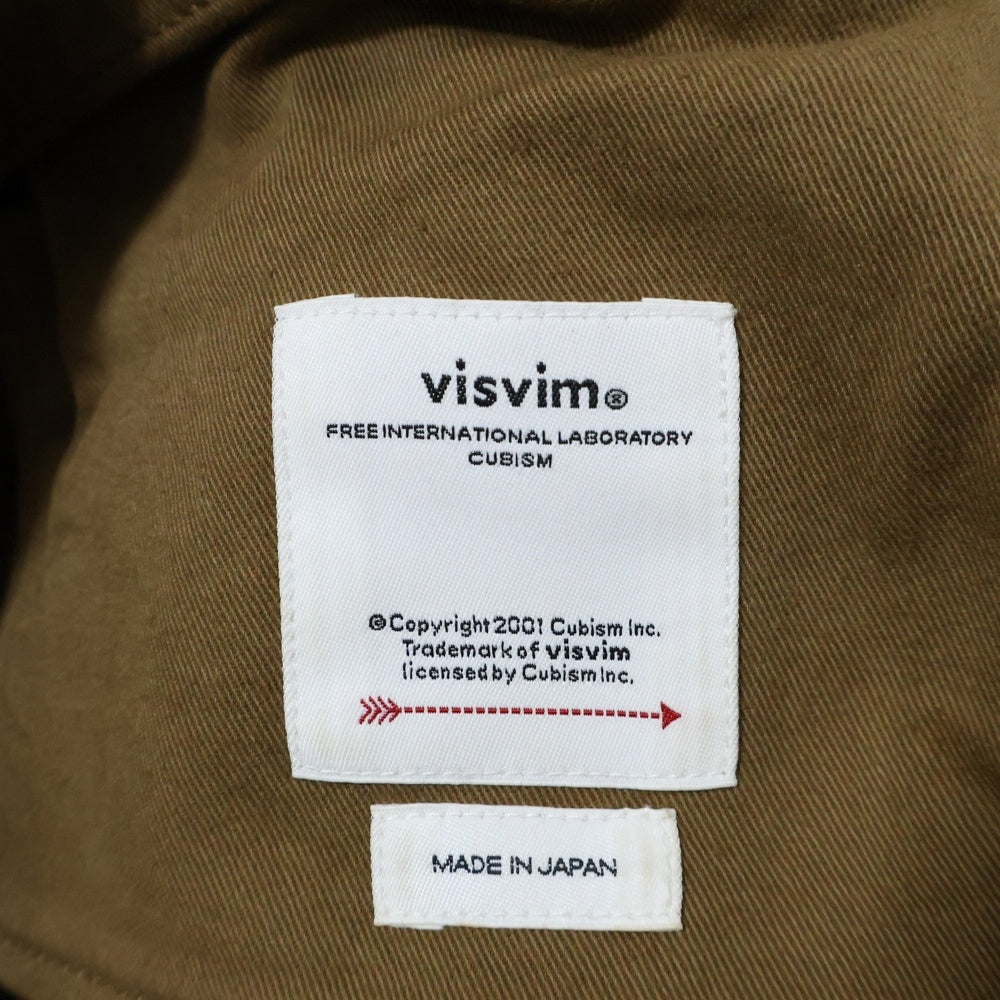 visvim®
FREE INTERNATIONAL LABORATORY
CUBISM
©Copyright 2001 Cubism Inc.
Trademark of visvim
licensed by Cubism Inc.
MADE IN JAPAN